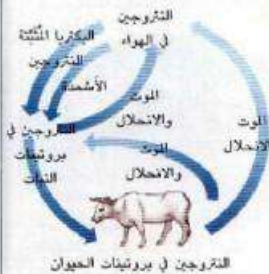 النتروجين
في الهواء
البكتريا المثبتة
النتروجين
الأسمدة
الموت
والانحلال
الموت
والانحلال
الموت
والانحلال
النتروجين في
بروتينات
النبات
النتروجين في بروتينات الحيوان